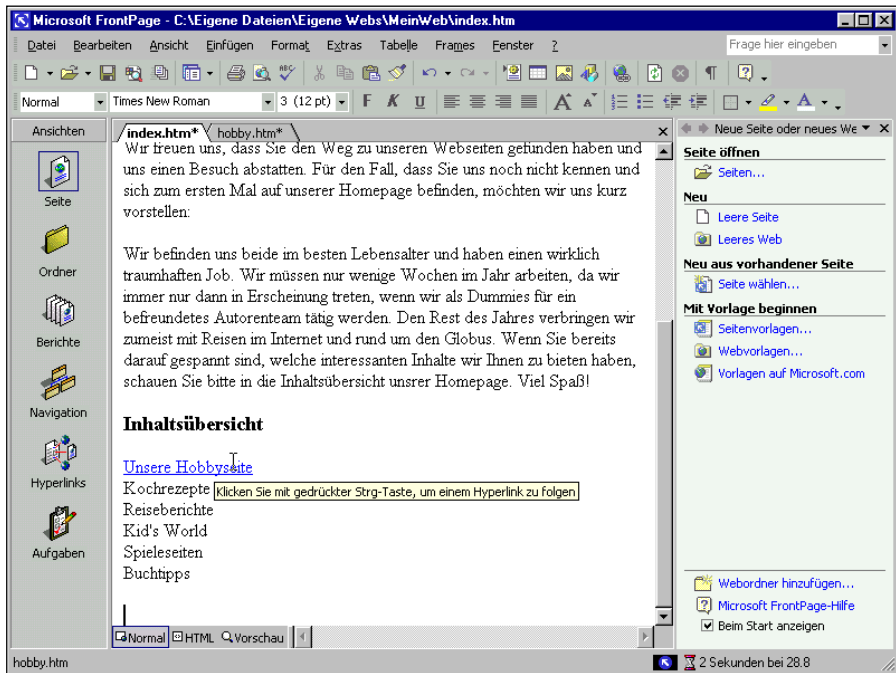 Microsoft FrontPage - C:\Eigene Dateien\Eigene Webs\MeinWeb\index.htm
Datei Bearbeiten Ansicht Einfügen Format Extras Tabelle Frames Fenster ? Frage hier eingeben
Normal Times New Roman 3 (12 pt) F K U
Ansichten
Seite
Ordner
Berichte
Navigation
Hyperlinks
Aufgaben
index.htm* hobby.htm*
Wir freuen uns, dass Sie den Weg zu unseren Webseiten gefunden haben und
uns einen Besuch abstatten. Für den Fall, dass Sie uns noch nicht kennen und
sich zum ersten Mal auf unserer Homepage befinden, möchten wir uns kurz
vorstellen:
Wir befinden uns beide im besten Lebensalter und haben einen wirklich
traumhaften Job. Wir müssen nur wenige Wochen im Jahr arbeiten, da wir
immer nur dann in Erscheinung treten, wenn wir als Dummies für ein
befreundetes Autorenteam tätig werden. Den Rest des Jahres verbringen wir
zumeist mit Reisen im Internet und rund um den Globus. Wenn Sie bereits
darauf gespannt sind, welche interessanten Inhalte wir Ihnen zu bieten haben,
schauen Sie bitte in die Inhaltsübersicht unsrer Homepage. Viel Spaß!
Inhaltsübersicht
Unsere Hobbyseite
Kochrezepte
Klicken Sie mit gedrückter Strg-Taste, um einem Hyperlink zu folgen
Reiseberichte
Kid's World
Spieleseiten
Buchtipps
Normal HTML Vorschau
Neue Seite oder neues We
Seite öffnen
Seiten...
Neu
Leere Seite
Leeres Web
Neu aus vorhandener Seite
Seite wählen...
Mit Vorlage beginnen
Seitenvorlagen...
Webvorlagen...
Vorlagen auf Microsoft.com
Webordner hinzufügen...
Microsoft FrontPage-Hilfe
Beim Start anzeigen
hobby.htm
2 Sekunden bei 28.8